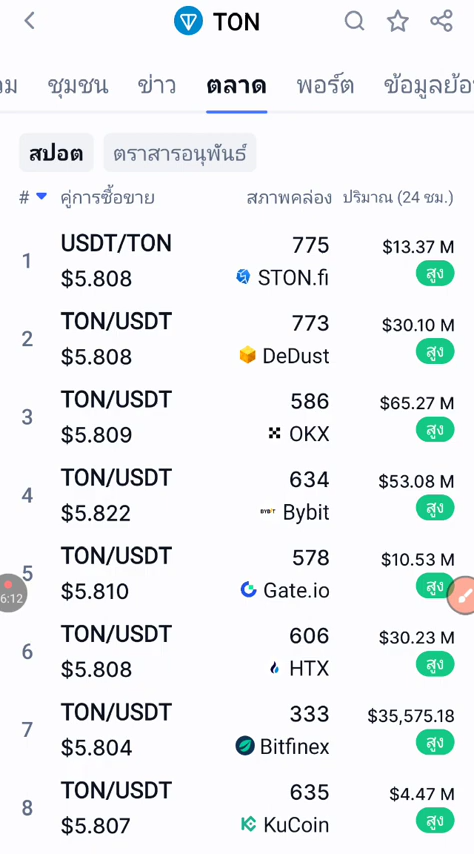 TON
ชุมชน ข่าว ตลาด พอร์ต ข้อมูลย้อ
สปอต ตราสารอนุพันธ์
# คู่การซื้อขาย สภาพคล่อง ปริมาณ (24 ชม.)
1 USDT/TON 775 $13.37 M
$5.808 STON.fi สูง
2 TON/USDT 773 $30.10 M
$5.808 DeDust สูง
3 TON/USDT 586 $65.27 M
$5.809 OKX สูง
4 TON/USDT 634 $53.08 M
$5.822 BYBIT Bybit สูง
5 TON/USDT 578 $10.53 M
6:12 $5.810 Gate.io สูง
6 TON/USDT 606 $30.23 M
$5.808 HTX สูง
7 TON/USDT 333 $35,575.18
$5.804 Bitfinex สูง
8 TON/USDT 635 $4.47 M
$5.807 KuCoin สูง